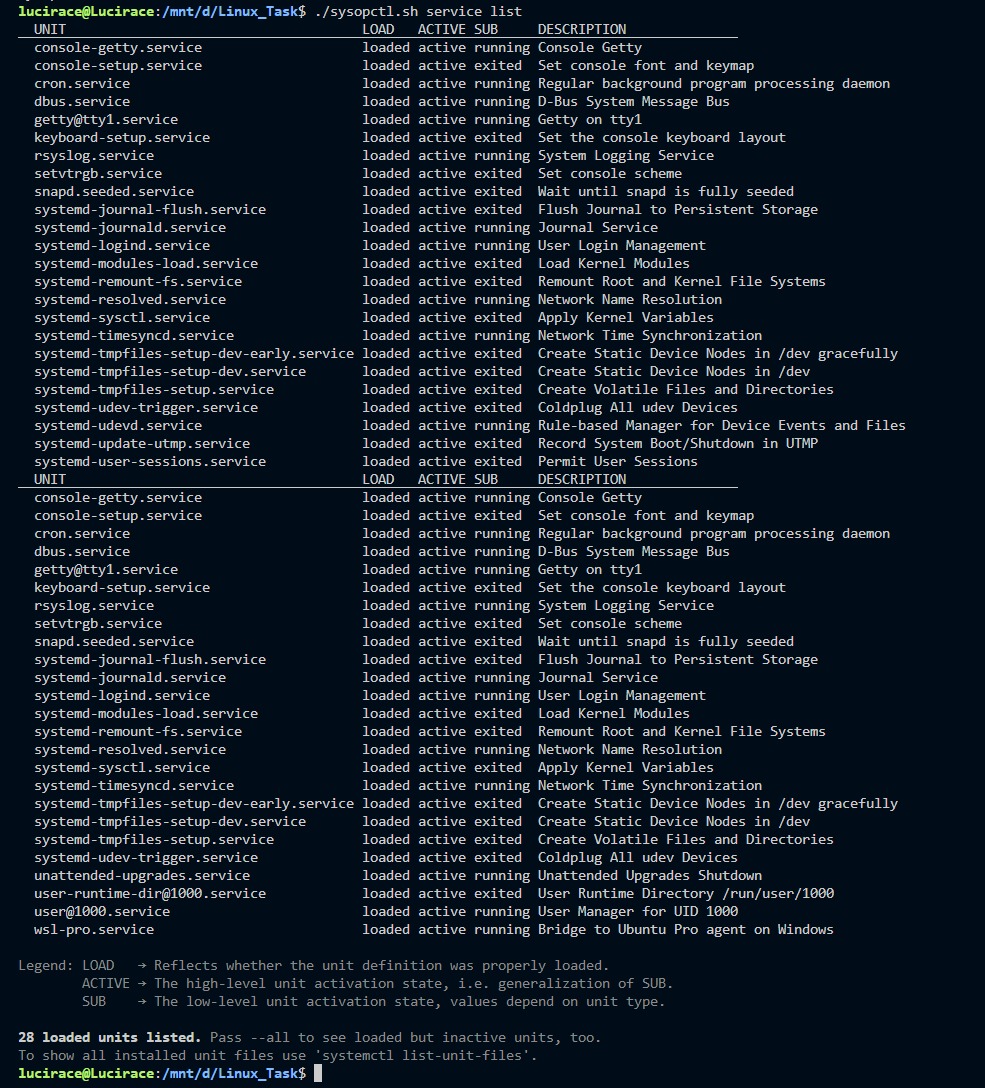 lucirace@Lucirace:/mnt/d/Linux_Task$ ./sysopctl.sh service list
UNIT LOAD ACTIVE SUB DESCRIPTION
console-getty.service loaded active running Console Getty
console-setup.service loaded active exited Set console font and keymap
cron.service loaded active running Regular background program processing daemon
dbus.service loaded active running D-Bus System Message Bus
getty@tty1.service loaded active running Getty on tty1
keyboard-setup.service loaded active exited Set the console keyboard layout
rsyslog.service loaded active running System Logging Service
setvtrgb.service loaded active exited Set console scheme
snapd.seeded.service loaded active exited Wait until snapd is fully seeded
systemd-journal-flush.service loaded active exited Flush Journal to Persistent Storage
systemd-journald.service loaded active running Journal Service
systemd-logind.service loaded active running User Login Management
systemd-modules-load.service loaded active exited Load Kernel Modules
systemd-remount-fs.service loaded active exited Remount Root and Kernel File Systems
systemd-resolved.service loaded active running Network Name Resolution
systemd-sysctl.service loaded active exited Apply Kernel Variables
systemd-timesyncd.service loaded active running Network Time Synchronization
systemd-tmpfiles-setup-dev-early.service loaded active exited Create Static Device Nodes in /dev gracefully
systemd-tmpfiles-setup-dev.service loaded active exited Create Static Device Nodes in /dev
systemd-tmpfiles-setup.service loaded active exited Create Volatile Files and Directories
systemd-udev-trigger.service loaded active exited Coldplug All udev Devices
systemd-udevd.service loaded active running Rule-based Manager for Device Events and Files
systemd-update-utmp.service loaded active exited Record System Boot/Shutdown in UTMP
systemd-user-sessions.service loaded active exited Permit User Sessions
UNIT LOAD ACTIVE SUB DESCRIPTION
console-getty.service loaded active running Console Getty
console-setup.service loaded active exited Set console font and keymap
cron.service loaded active running Regular background program processing daemon
dbus.service loaded active running D-Bus System Message Bus
getty@tty1.service loaded active running Getty on tty1
keyboard-setup.service loaded active exited Set the console keyboard layout
rsyslog.service loaded active running System Logging Service
setvtrgb.service loaded active exited Set console scheme
snapd.seeded.service loaded active exited Wait until snapd is fully seeded
systemd-journal-flush.service loaded active exited Flush Journal to Persistent Storage
systemd-journald.service loaded active running Journal Service
systemd-logind.service loaded active running User Login Management
systemd-modules-load.service loaded active exited Load Kernel Modules
systemd-remount-fs.service loaded active exited Remount Root and Kernel File Systems
systemd-resolved.service loaded active running Network Name Resolution
systemd-sysctl.service loaded active exited Apply Kernel Variables
systemd-timesyncd.service loaded active running Network Time Synchronization
systemd-tmpfiles-setup-dev-early.service loaded active exited Create Static Device Nodes in /dev gracefully
systemd-tmpfiles-setup-dev.service loaded active exited Create Static Device Nodes in /dev
systemd-tmpfiles-setup.service loaded active exited Create Volatile Files and Directories
systemd-udev-trigger.service loaded active exited Coldplug All udev Devices
unattended-upgrades.service loaded active running Unattended Upgrades Shutdown
user-runtime-dir@1000.service loaded active exited User Runtime Directory /run/user/1000
user@1000.service loaded active running User Manager for UID 1000
wsl-pro.service loaded active running Bridge to Ubuntu Pro agent on Windows
Legend: LOAD → Reflects whether the unit definition was properly loaded.
ACTIVE → The high-level unit activation state, i.e. generalization of SUB.
SUB → The low-level unit activation state, values depend on unit type.
28 loaded units listed. Pass --all to see loaded but inactive units, too.
To show all installed unit files use 'systemctl list-unit-files'.
lucirace@Lucirace:/mnt/d/Linux_Task$